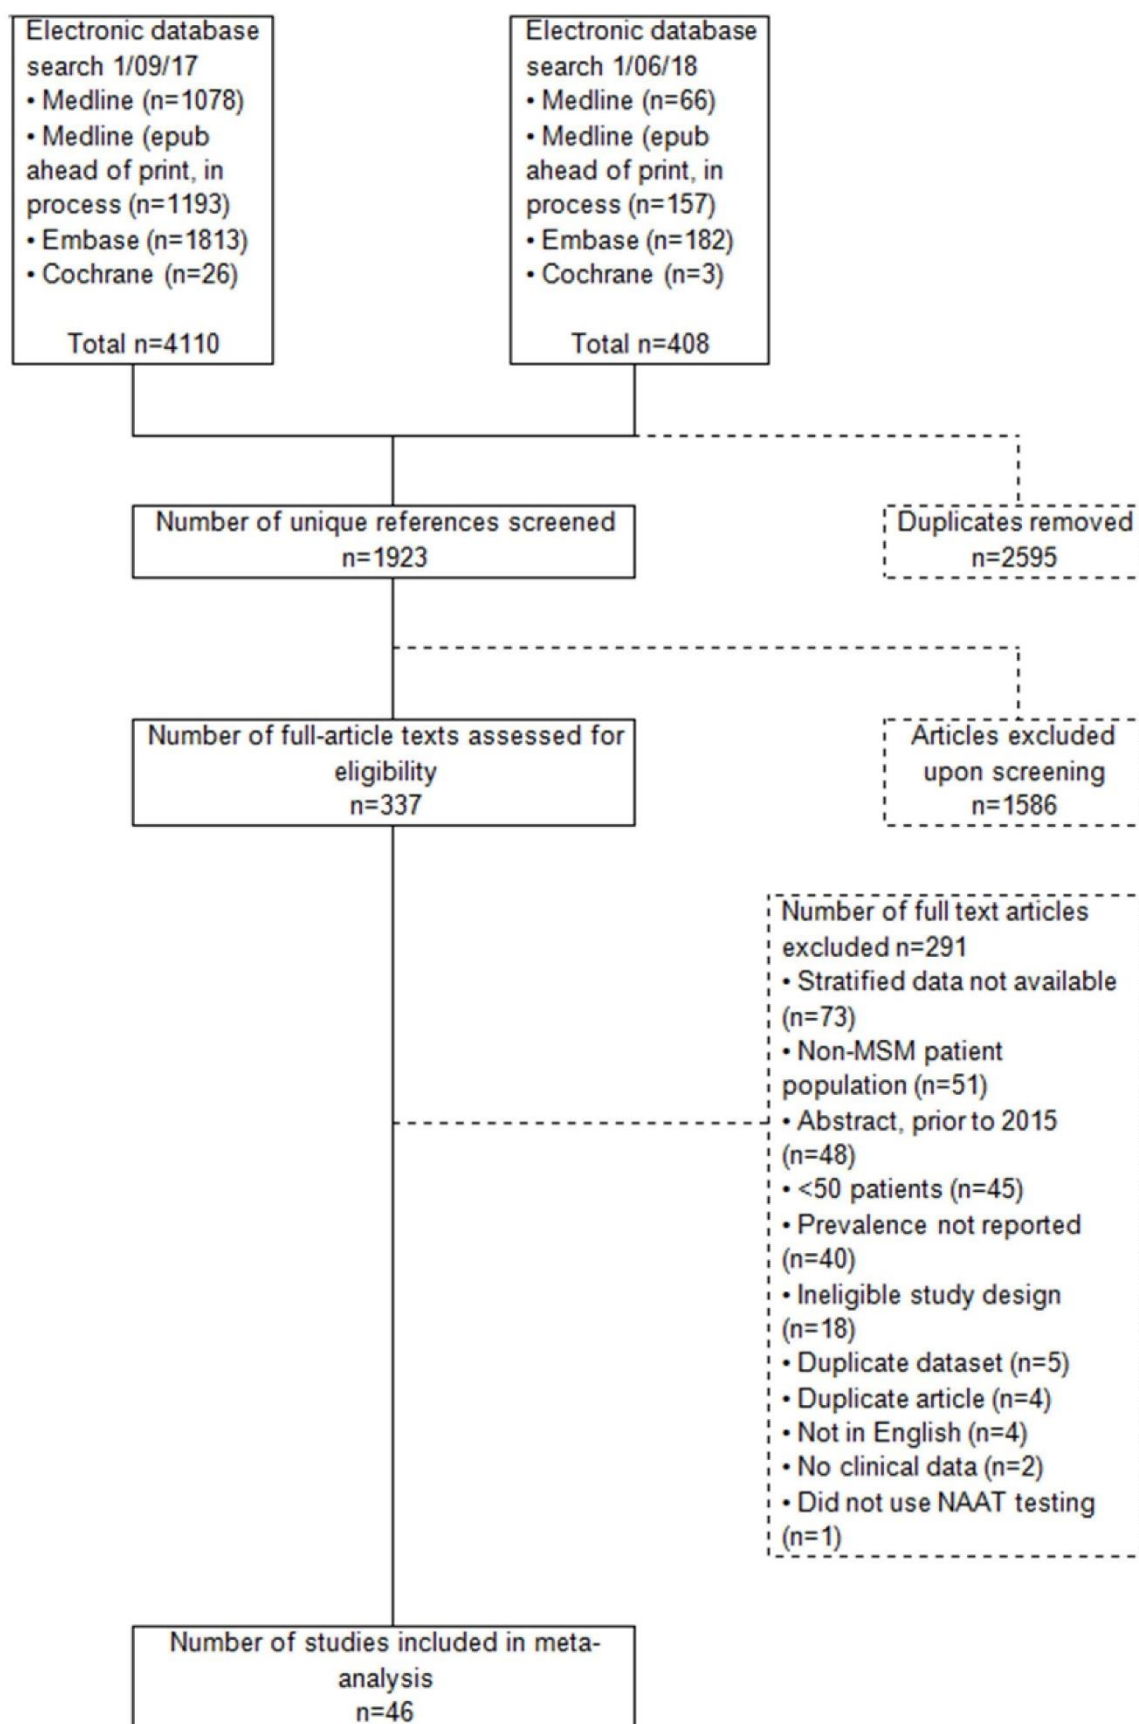 Electronic database
search 1/09/17
• Medline (n=1078)
• Medline (epub
ahead of print, in
process (n=1193)
• Embase (n=1813)
• Cochrane (n=26)
Total n=4110
Electronic database
search 1/06/18
• Medline (n=66)
• Medline (epub
ahead of print, in
process (n=157)
• Embase (n=182)
• Cochrane (n=3)
Total n=408
Number of unique references screened
n=1923
Duplicates removed
n=2595
Number of full-article texts assessed for
eligibility
n=337
Articles excluded
upon screening
n=1586
Number of full text articles
excluded n=291
• Stratified data not available
(n=73)
• Non-MSM patient
population (n=51)
• Abstract, prior to 2015
(n=48)
• <50 patients (n=45)
• Prevalence not reported
(n=40)
• Ineligible study design
(n=18)
• Duplicate dataset (n=5)
• Duplicate article (n=4)
• Not in English (n=4)
• No clinical data (n=2)
• Did not use NAAT testing
(n=1)
Number of studies included in meta-
analysis
n=46